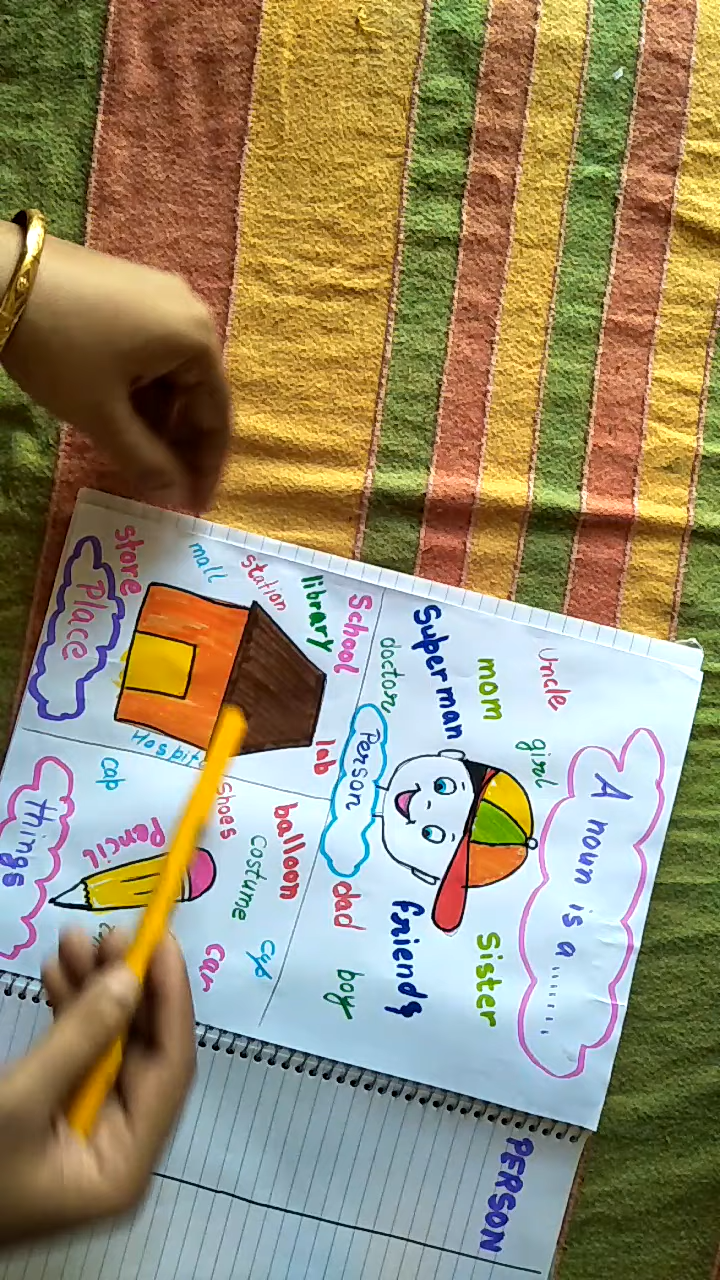 A noun is a .......
uncle
girl
mom
Sister
Superman
friends
doctor
Person
dad
boy
School
library
station
mall
store
lab
Place
balloon
costume
cup
Shoes
car
cap
Pencil
things
PERSON